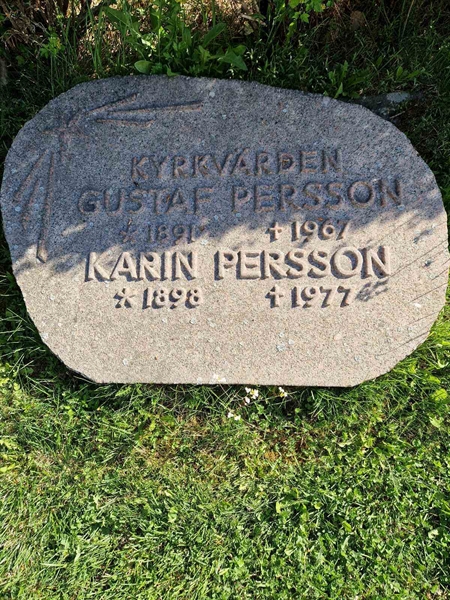 KYRKVÄRDEN
GUSTAF PERSSON
* 1891 † 1967
KARIN PERSSON
* 1898 † 1977